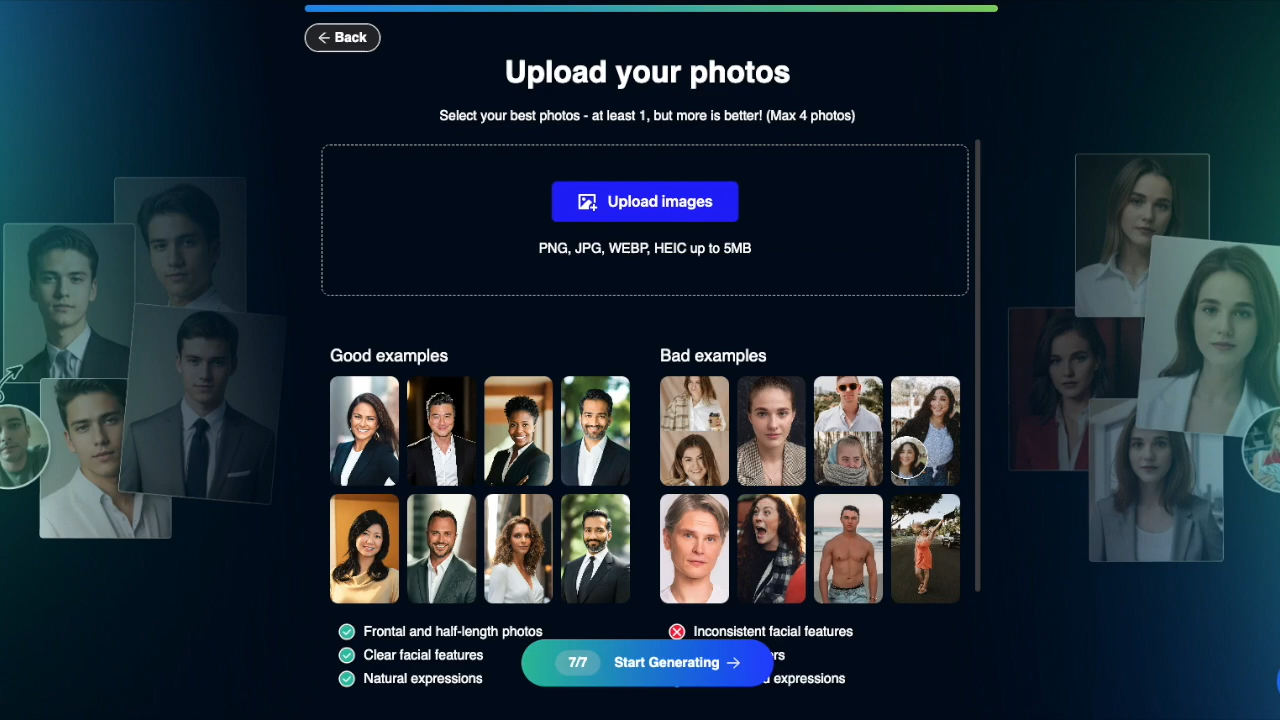 ← Back
Upload your photos
Select your best photos - at least 1, but more is better! (Max 4 photos)
Upload images
PNG, JPG, WEBP, HEIC up to 5MB
Good examples
Bad examples
Frontal and half-length photos
Clear facial features
Natural expressions
Inconsistent facial features
expressions
7/7 Start Generating →